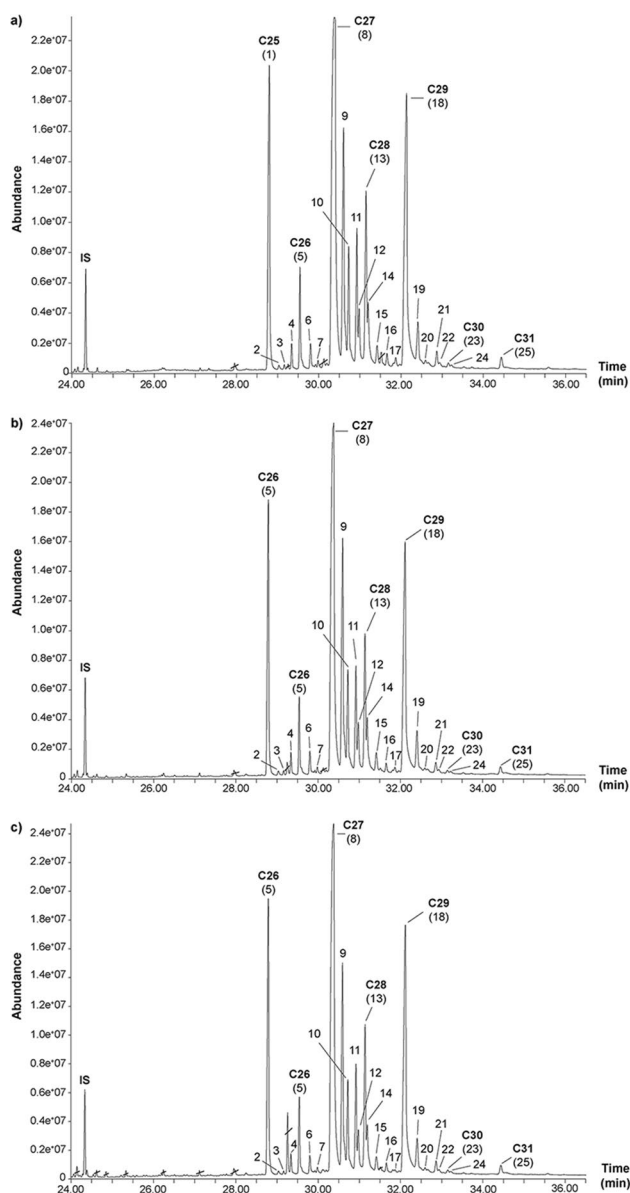 a)
Abundance
2.2e+07
2.0e+07
1.8e+07
1.6e+07
1.4e+07
1.2e+07
1.0e+07
0.8e+07
0.6e+07
0.4e+07
0.2e+07
0
IS
C25
(1)
2
3
4
C26
(5)
6
7
C27
(8)
9
10
11
12
C28
(13)
14
15
16
17
C29
(18)
19
20
21
22
C30
(23)
24
C31
(25)
24.00 26.00 28.00 30.00 32.00 34.00 36.00
Time
(min)
b)
Abundance
2.4e+07
2.2e+07
2.0e+07
1.8e+07
1.6e+07
1.4e+07
1.2e+07
1.0e+07
0.8e+07
0.6e+07
0.4e+07
0.2e+07
0
IS
C26
(5)
2
3
4
C26
(5)
6
7
C27
(8)
9
10
11
12
C28
(13)
14
15
16
17
C29
(18)
19
20
21
22
C30
(23)
24
C31
(25)
24.00 26.00 28.00 30.00 32.00 34.00 36.00
Time
(min)
c)
Abundance
2.4e+07
2.2e+07
2.0e+07
1.8e+07
1.6e+07
1.4e+07
1.2e+07
1.0e+07
0.8e+07
0.6e+07
0.4e+07
0.2e+07
0
IS
C26
(5)
2
3
4
C26
(5)
6
7
C27
(8)
9
10
11
12
C28
(13)
14
15
16
17
C29
(18)
19
20
21
22
C30
(23)
24
C31
(25)
24.00 26.00 28.00 30.00 32.00 34.00 36.00
Time
(min)